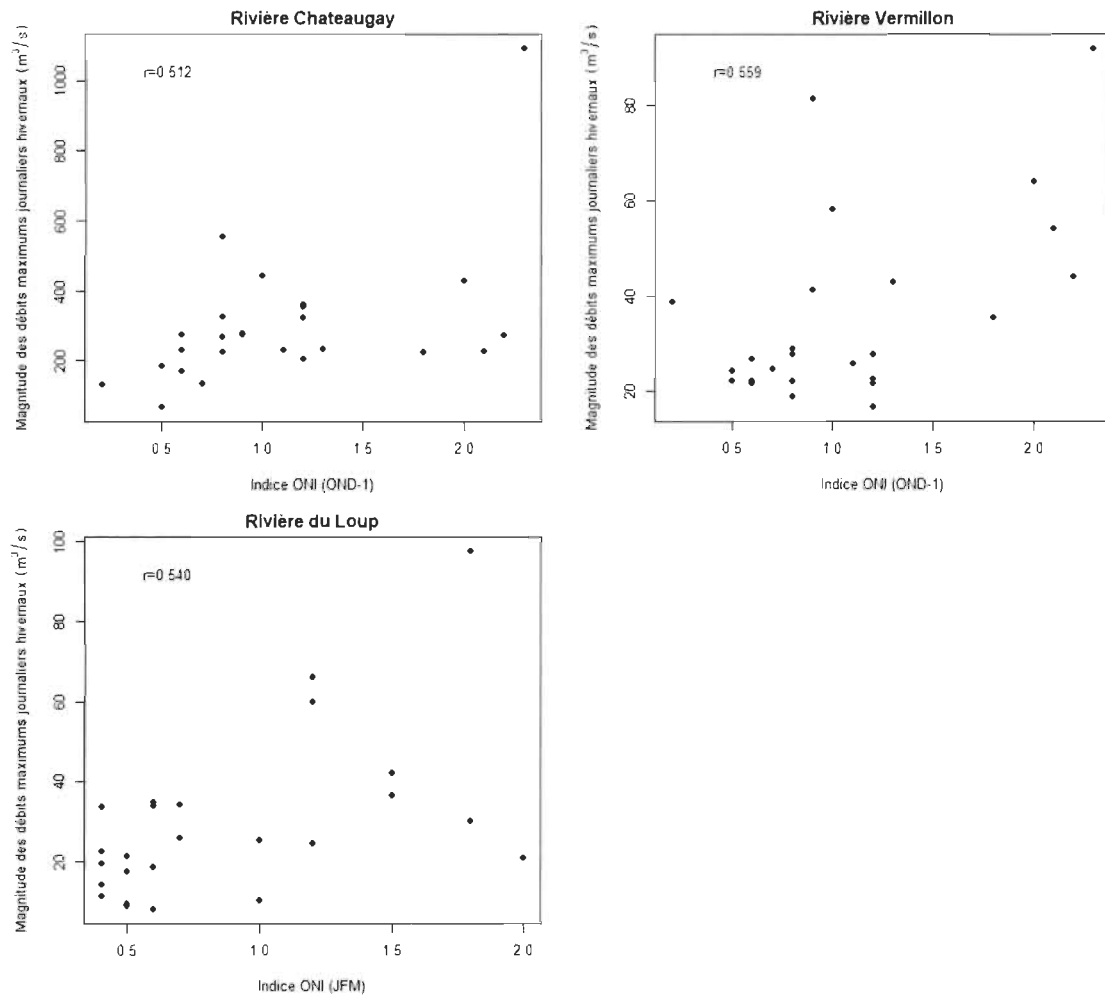 Rivière Chateaugay
Magnitude des débits maximums journaliers hivernaux (m³/s)
r=0 512
1000
800
600
400
200
0 5
1 0
1 5
2 0
Indice ONI (OND-1)
Rivière Vermillon
Magnitude des débits maximums journaliers hivernaux (m³/s)
r=0 559
80
60
40
20
0 5
1 0
1 5
2 0
Indice ONI (OND-1)
Rivière du Loup
Magnitude des débits maximums journaliers hivernaux (m³/s)
r=0 540
100
80
60
40
20
0 5
1 0
1 5
2 0
Indice ONI (JFM)